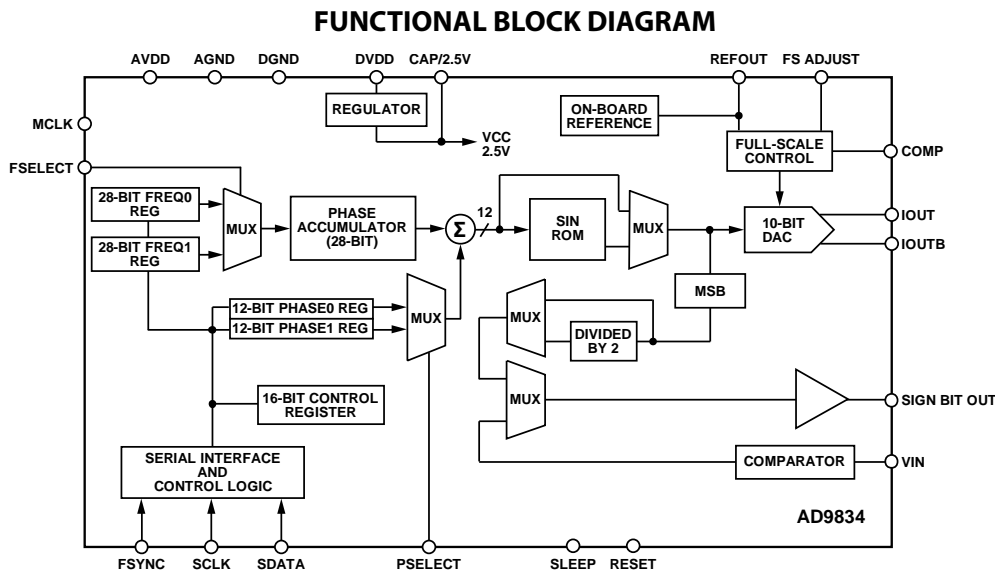 FUNCTIONAL BLOCK DIAGRAM
AVDD
AGND
DGND
DVDD
CAP/2.5V
REFOUT
FS ADJUST
MCLK
REGULATOR
VCC
2.5V
ON-BOARD
REFERENCE
FULL-SCALE
CONTROL
COMP
FSELECT
28-BIT FREQ0
REG
28-BIT FREQ1
REG
MUX
PHASE
ACCUMULATOR
(28-BIT)
Σ
12
SIN
ROM
MUX
10-BIT
DAC
IOUT
IOUTB
MSB
12-BIT PHASE0 REG
12-BIT PHASE1 REG
MUX
MUX
DIVIDED
BY 2
16-BIT CONTROL
REGISTER
MUX
SIGN BIT OUT
SERIAL INTERFACE
AND
CONTROL LOGIC
COMPARATOR
VIN
AD9834
FSYNC
SCLK
SDATA
PSELECT
SLEEP
RESET